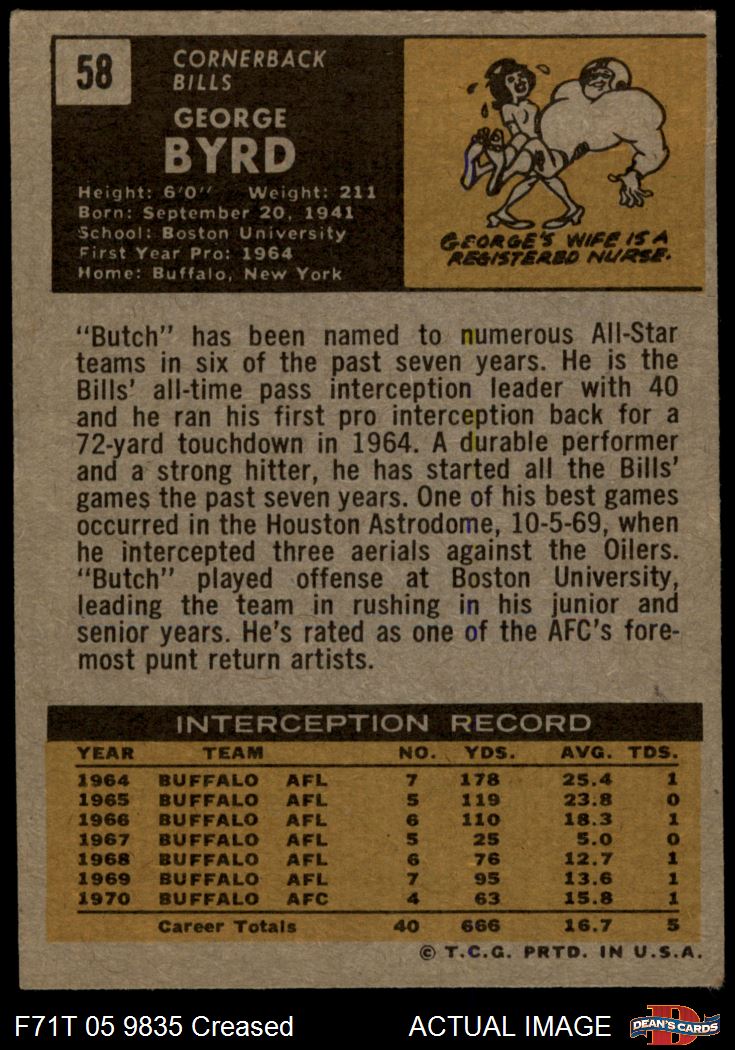 58
CORNERBACK
BILLS
GEORGE
BYRD
Height: 6'0" Weight: 211
Born: September 20, 1941
School: Boston University
First Year Pro: 1964
Home: Buffalo, New York
GEORGE'S WIFE IS A
REGISTERED NURSE.
"Butch" has been named to numerous All-Star
teams in six of the past seven years. He is the
Bills' all-time pass interception leader with 40
and he ran his first pro interception back for a
72-yard touchdown in 1964. A durable performer
and a strong hitter, he has started all the Bills'
games the past seven years. One of his best games
occurred in the Houston Astrodome, 10-5-69, when
he intercepted three aerials against the Oilers.
"Butch" played offense at Boston University,
leading the team in rushing in his junior and
senior years. He's rated as one of the AFC's fore-
most punt return artists.
INTERCEPTION RECORD
YEAR TEAM NO. YDS. AVG. TDS.
1964 BUFFALO AFL 7 178 25.4 1
1965 BUFFALO AFL 5 119 23.8 0
1966 BUFFALO AFL 6 110 18.3 1
1967 BUFFALO AFL 5 25 5.0 0
1968 BUFFALO AFL 6 76 12.7 1
1969 BUFFALO AFL 7 95 13.6 1
1970 BUFFALO AFC 4 63 15.8 1
Career Totals 40 666 16.7 5
© T.C.G. PRTD. IN U.S.A.
F71T 05 9835 Creased ACTUAL IMAGE DEAN'S CARDS